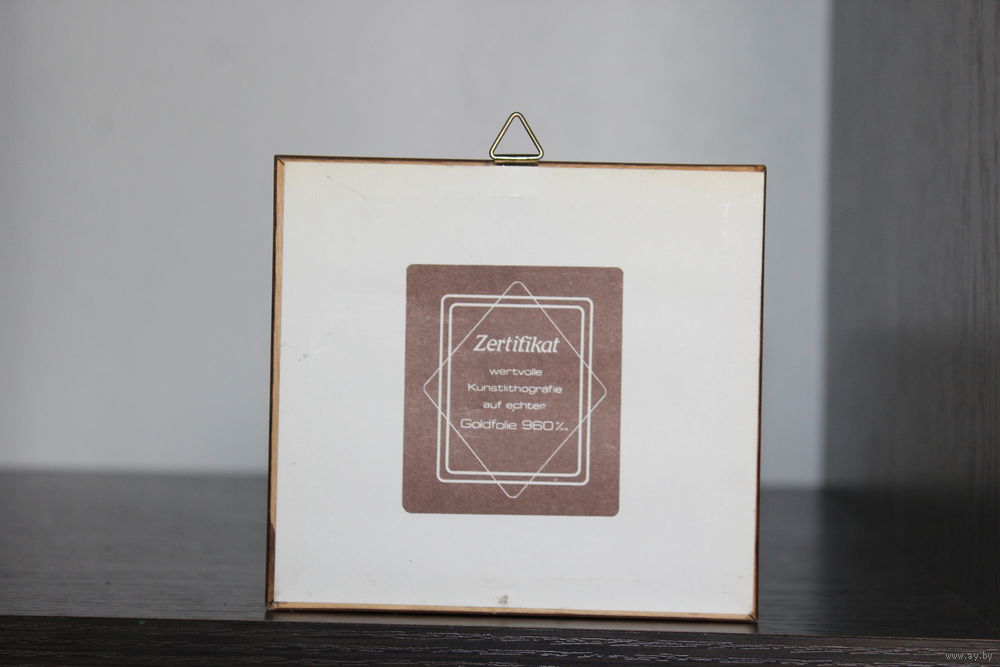 Zertifikat
wertvolle
Kunstlithografie
auf echter
Goldfolie 960‰
www.ay.by